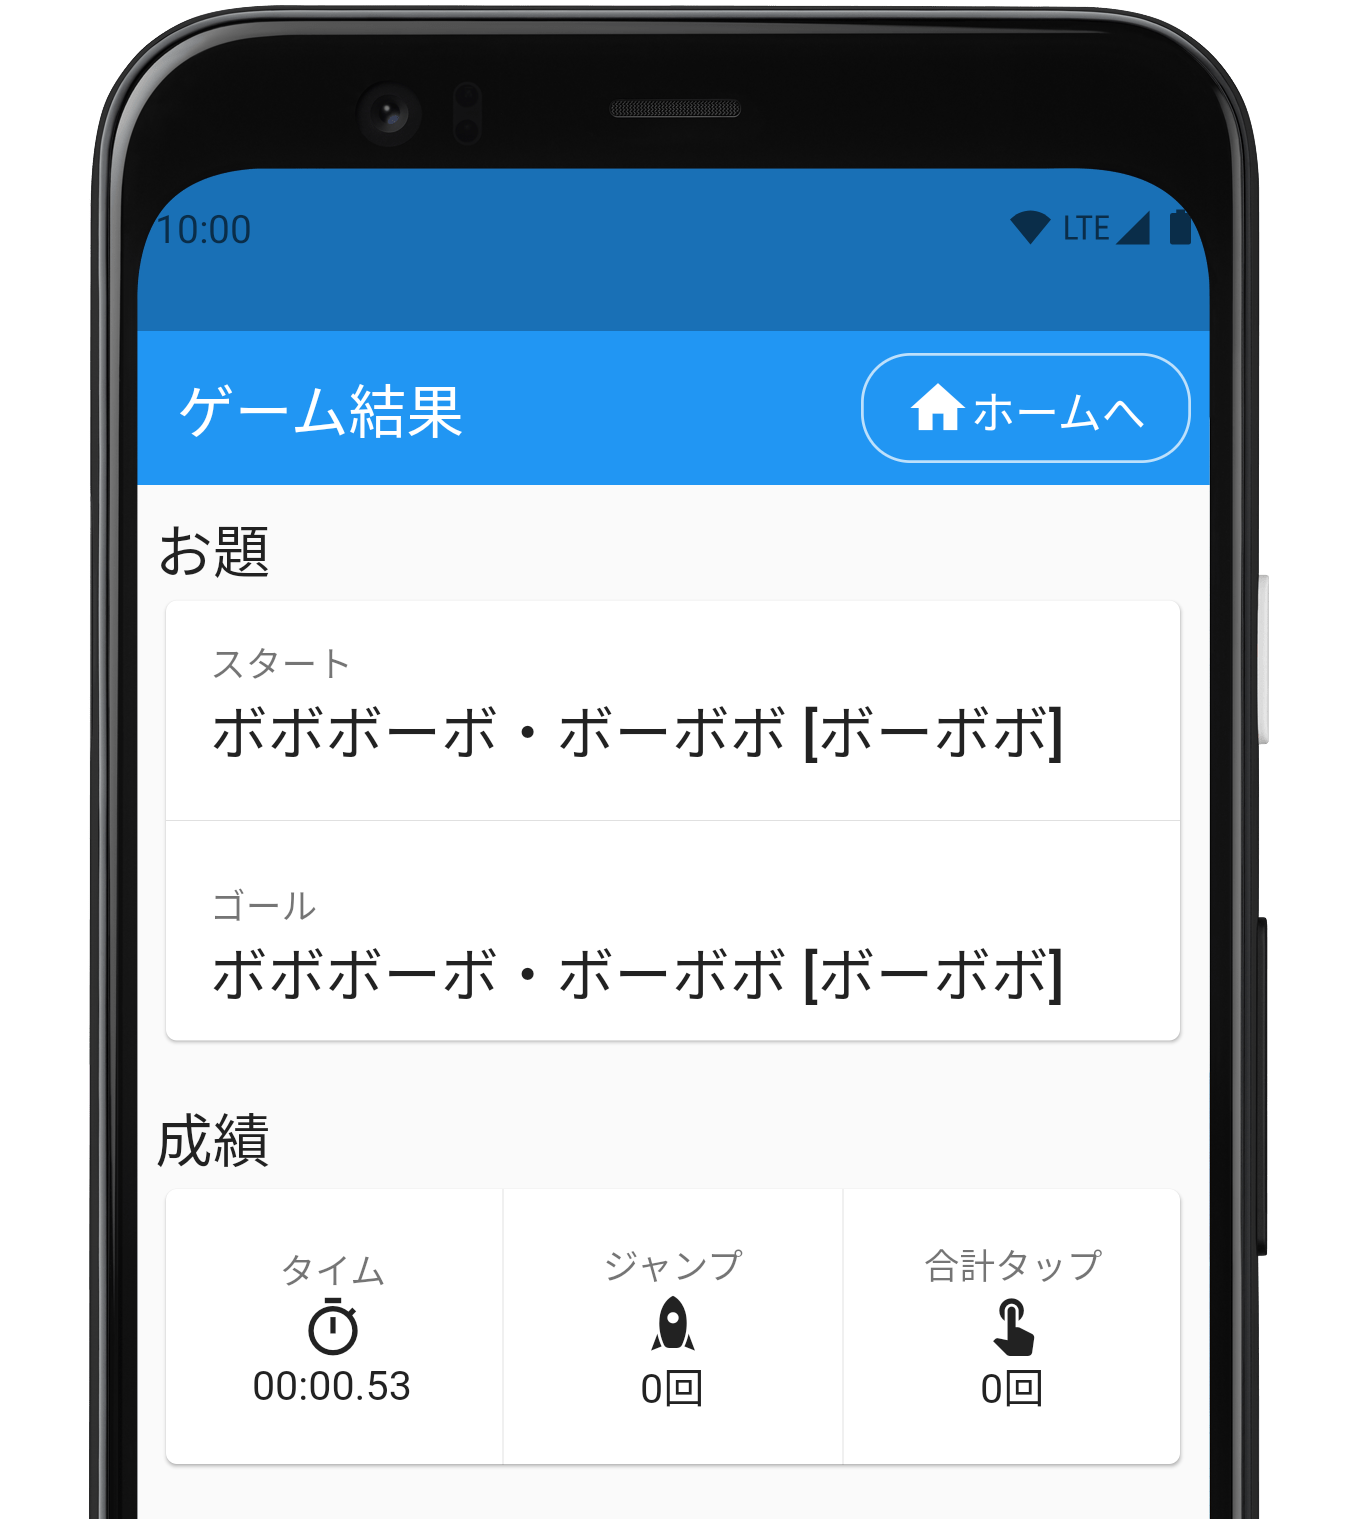 10:00 LTE
ゲーム結果 ホームへ
お題
スタート
ボボボーボ・ボーボボ [ボーボボ]
ゴール
ボボボーボ・ボーボボ [ボーボボ]
成績
タイム ジャンプ 合計タップ
00:00.53 0回 0回